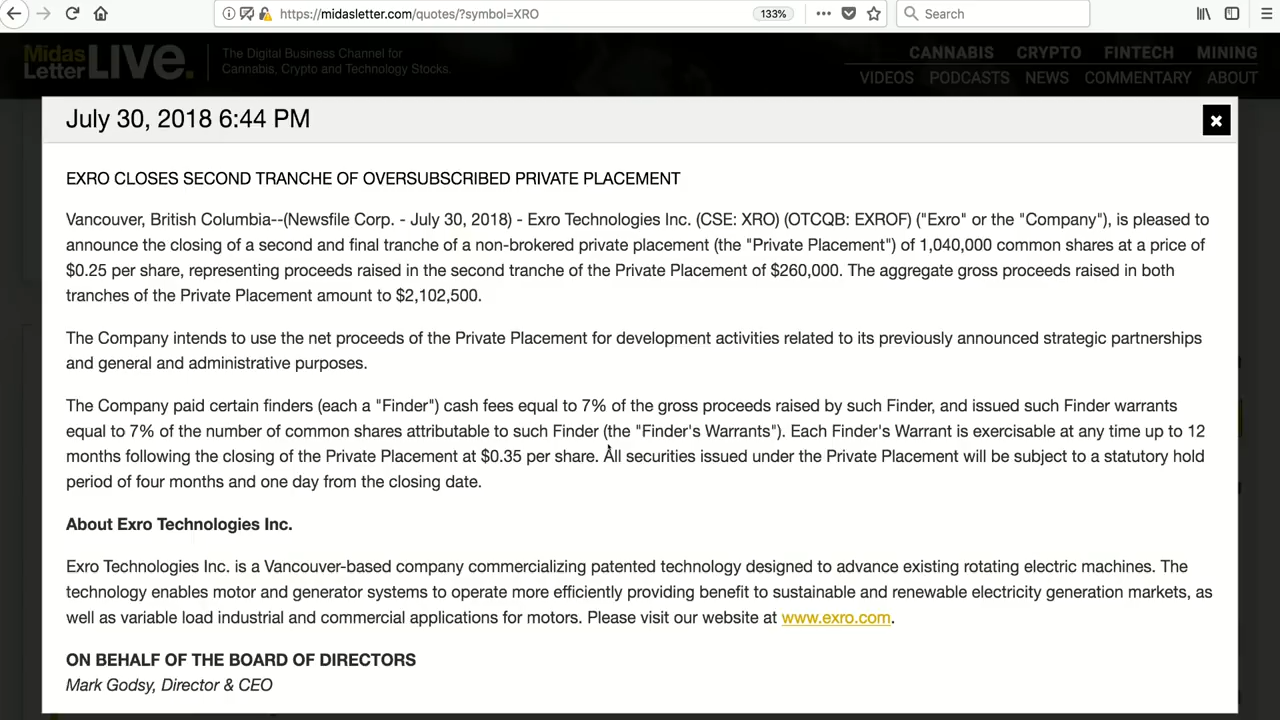 https://midasletter.com/quotes/?symbol=XRO
133%
Search
Midas
Letter LIVE.
The Digital Business Channel for
Cannabis, Crypto and Technology Stocks.
CANNABIS CRYPTO FINTECH MINING
VIDEOS PODCASTS NEWS COMMENTARY ABOUT
July 30, 2018 6:44 PM
EXRO CLOSES SECOND TRANCHE OF OVERSUBSCRIBED PRIVATE PLACEMENT
Vancouver, British Columbia--(Newsfile Corp. - July 30, 2018) - Exro Technologies Inc. (CSE: XRO) (OTCQB: EXROF) ("Exro" or the "Company"), is pleased to
announce the closing of a second and final tranche of a non-brokered private placement (the "Private Placement") of 1,040,000 common shares at a price of
$0.25 per share, representing proceeds raised in the second tranche of the Private Placement of $260,000. The aggregate gross proceeds raised in both
tranches of the Private Placement amount to $2,102,500.
The Company intends to use the net proceeds of the Private Placement for development activities related to its previously announced strategic partnerships
and general and administrative purposes.
The Company paid certain finders (each a "Finder") cash fees equal to 7% of the gross proceeds raised by such Finder, and issued such Finder warrants
equal to 7% of the number of common shares attributable to such Finder (the "Finder's Warrants"). Each Finder's Warrant is exercisable at any time up to 12
months following the closing of the Private Placement at $0.35 per share. All securities issued under the Private Placement will be subject to a statutory hold
period of four months and one day from the closing date.
About Exro Technologies Inc.
Exro Technologies Inc. is a Vancouver-based company commercializing patented technology designed to advance existing rotating electric machines. The
technology enables motor and generator systems to operate more efficiently providing benefit to sustainable and renewable electricity generation markets, as
well as variable load industrial and commercial applications for motors. Please visit our website at www.exro.com.
ON BEHALF OF THE BOARD OF DIRECTORS
Mark Godsy, Director & CEO